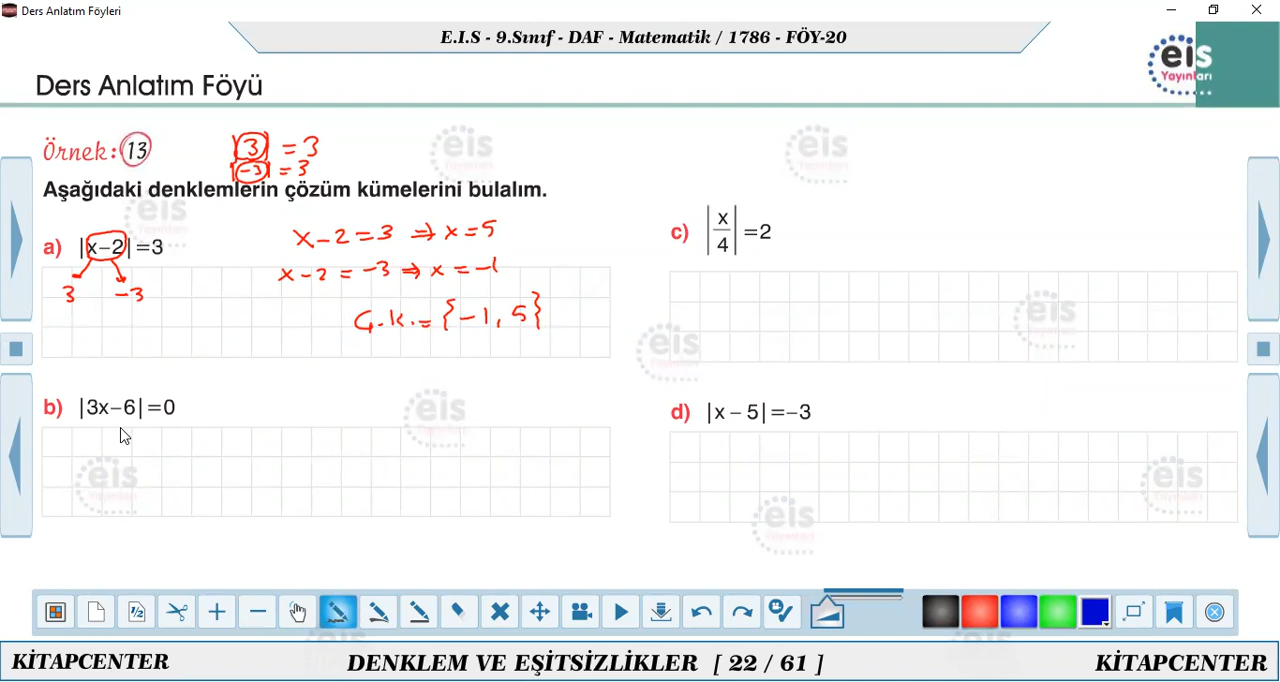 Ders Anlatım Föyleri
E.I.S - 9.Sınıf - DAF - Matematik / 1786 - FÖY-20
eis
Yayınları
Ders Anlatım Föyü
Örnek: 13
|3| = 3
|-3| = 3
Aşağıdaki denklemlerin çözüm kümelerini bulalım.
a) |x-2|=3
3 -3
x-2=3 ⇒ x=5
x-2=-3 ⇒ x=-1
Ç.K.={-1,5}
b) |3x-6|=0
c) |x/4|=2
d) |x - 5|=-3
1/2
KİTAPCENTER
DENKLEM VE EŞİTSİZLİKLER [ 22 / 61 ]
KİTAPCENTER